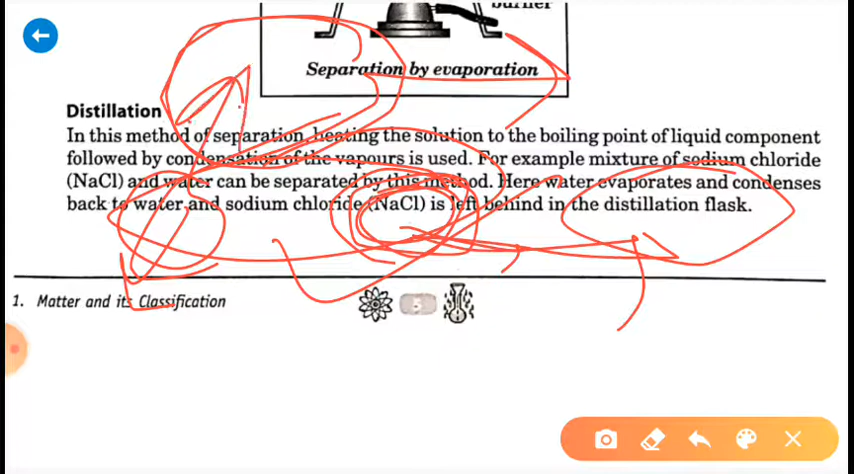 burner
Separation by evaporation
Distillation
In this method of separation, heating the solution to the boiling point of liquid component
followed by condensation of the vapours is used. For example mixture of sodium chloride
(NaCl) and water can be separated by this method. Here water evaporates and condenses
back to water and sodium chloride (NaCl) is left behind in the distillation flask.
1. Matter and its Classification
5